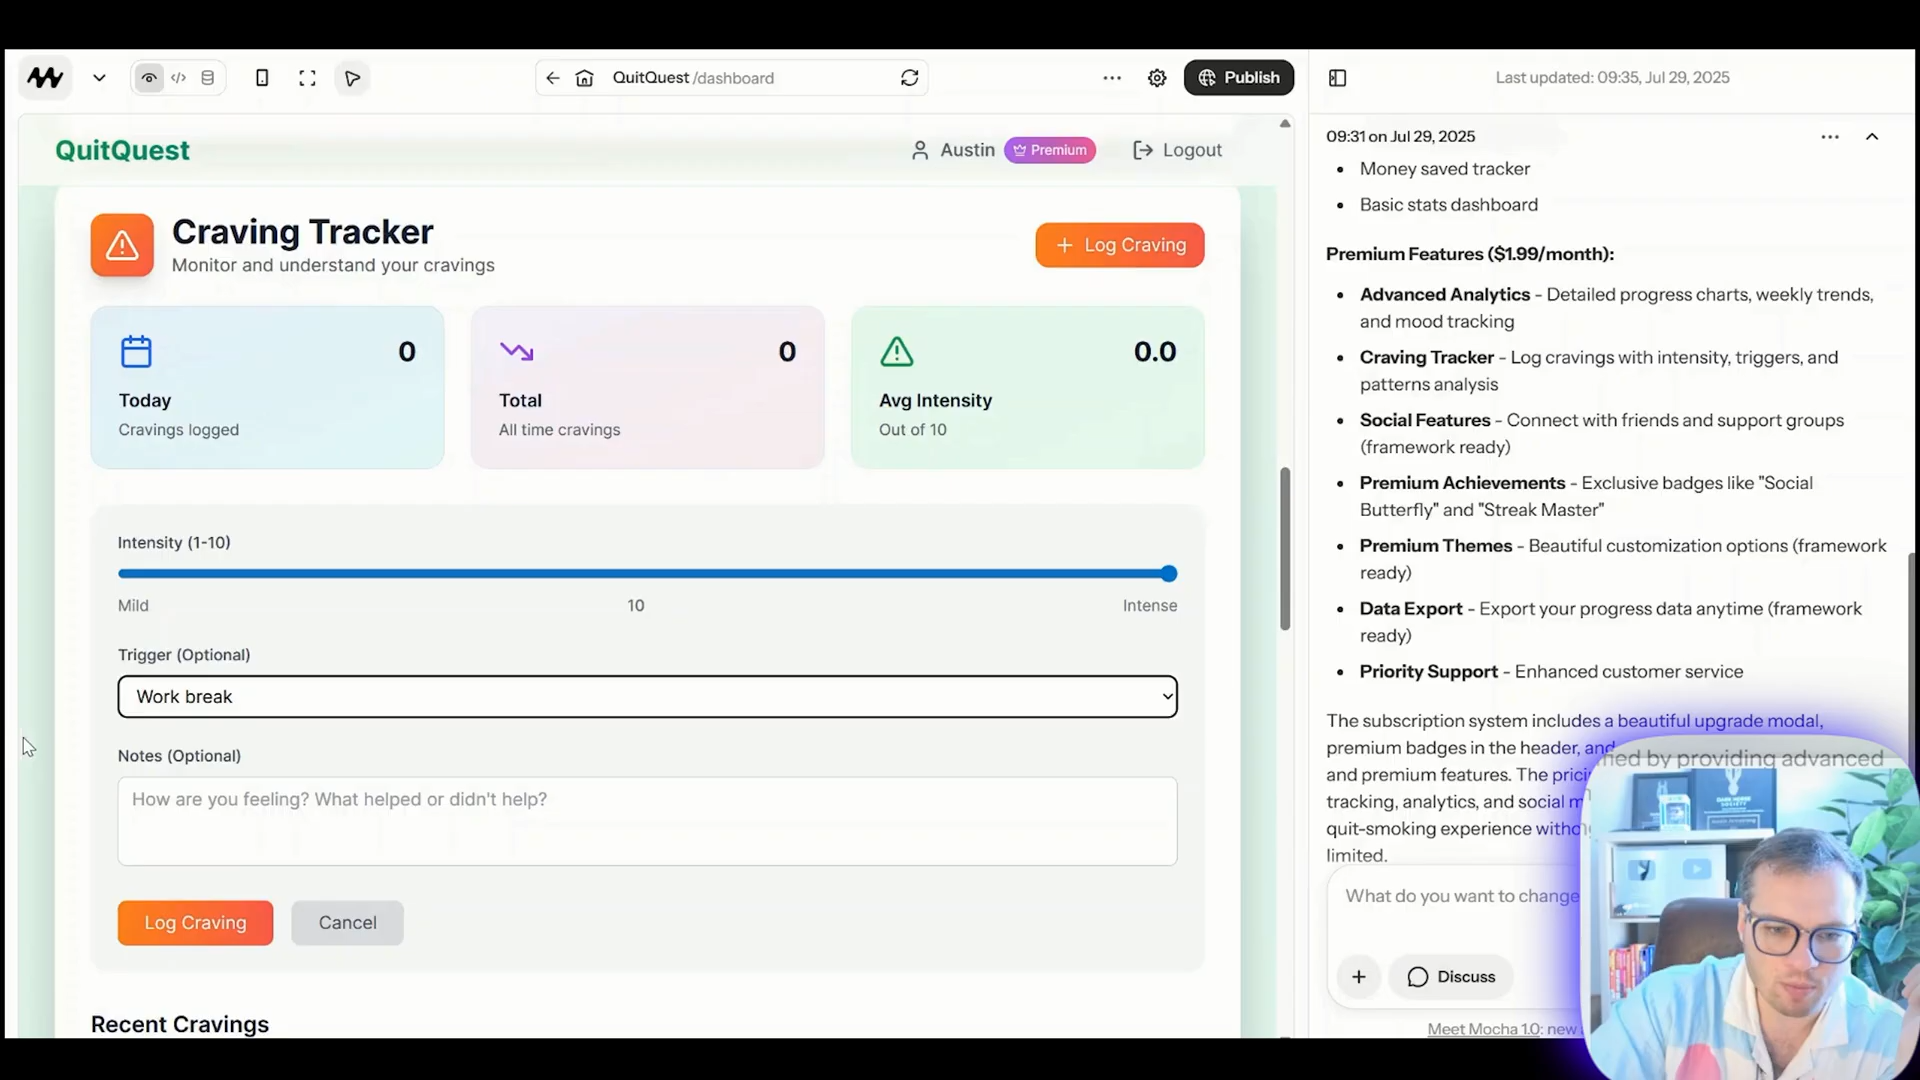 QuitQuest /dashboard
Publish
Last updated: 09:35, Jul 29, 2025
QuitQuest
Austin
Premium
Logout
Craving Tracker
Monitor and understand your cravings
Log Craving
0
Today
Cravings logged
0
Total
All time cravings
0.0
Avg Intensity
Out of 10
Intensity (1-10)
Mild
10
Intense
Trigger (Optional)
Work break
Notes (Optional)
How are you feeling? What helped or didn't help?
Log Craving
Cancel
Recent Cravings
09:31 on Jul 29, 2025
• Money saved tracker
• Basic stats dashboard
Premium Features ($1.99/month):
• Advanced Analytics - Detailed progress charts, weekly trends,
and mood tracking
• Craving Tracker - Log cravings with intensity, triggers, and
patterns analysis
• Social Features - Connect with friends and support groups
(framework ready)
• Premium Achievements - Exclusive badges like "Social
Butterfly" and "Streak Master"
• Premium Themes - Beautiful customization options (framework
ready)
• Data Export - Export your progress data anytime (framework
ready)
• Priority Support - Enhanced customer service
The subscription system includes a beautiful upgrade modal,
premium badges in the header, and
by providing advanced
and premium features. The
tracking, analytics, and social
quit-smoking experience
limited.
What do you want to change
Discuss
Meet Mocha 1.0: new